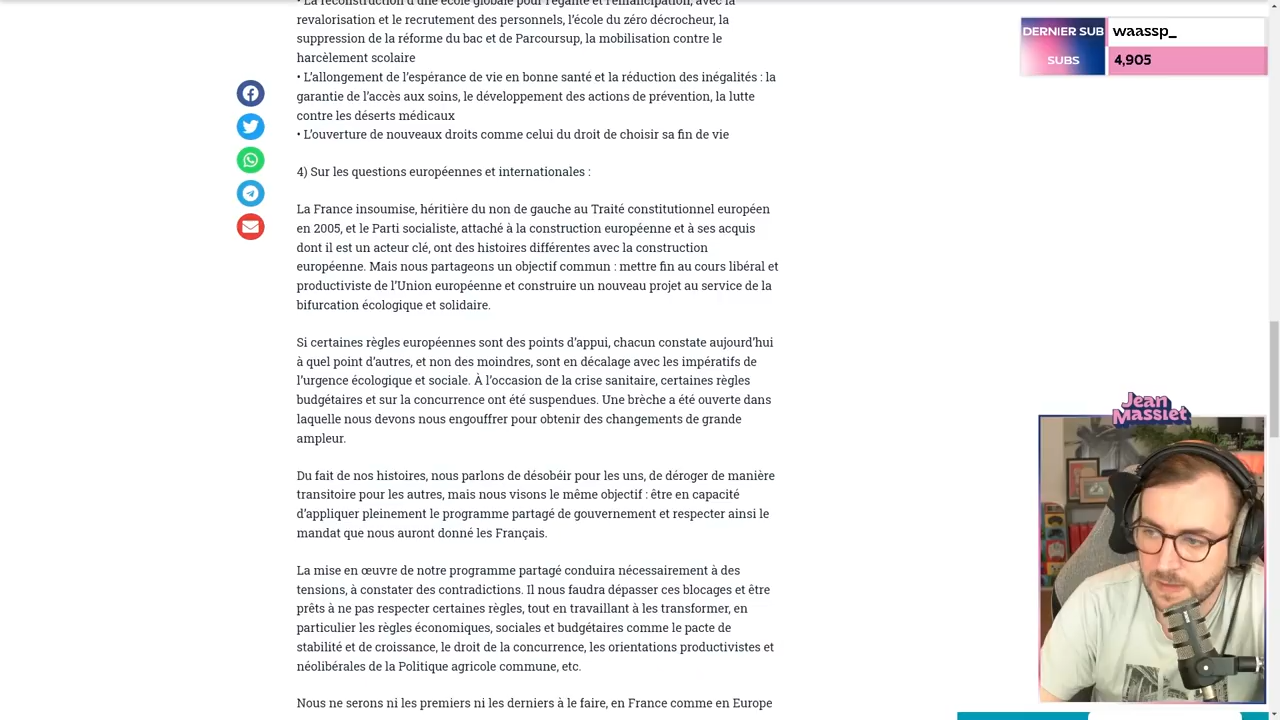 • La reconstruction d'une école globale pour l'égalité et l'émancipation, avec la
revalorisation et le recrutement des personnels, l'école du zéro décrocheur, la
suppression de la réforme du bac et de Parcoursup, la mobilisation contre le
harcèlement scolaire
• L'allongement de l'espérance de vie en bonne santé et la réduction des inégalités : la
garantie de l'accès aux soins, le développement des actions de prévention, la lutte
contre les déserts médicaux
• L'ouverture de nouveaux droits comme celui du droit de choisir sa fin de vie
4) Sur les questions européennes et internationales :
La France insoumise, héritière du non de gauche au Traité constitutionnel européen
en 2005, et le Parti socialiste, attaché à la construction européenne et à ses acquis
dont il est un acteur clé, ont des histoires différentes avec la construction
européenne. Mais nous partageons un objectif commun : mettre fin au cours libéral et
productiviste de l'Union européenne et construire un nouveau projet au service de la
bifurcation écologique et solidaire.
Si certaines règles européennes sont des points d'appui, chacun constate aujourd'hui
à quel point d'autres, et non des moindres, sont en décalage avec les impératifs de
l'urgence écologique et sociale. À l'occasion de la crise sanitaire, certaines règles
budgétaires et sur la concurrence ont été suspendues. Une brèche a été ouverte dans
laquelle nous devons nous engouffrer pour obtenir des changements de grande
ampleur.
Du fait de nos histoires, nous parlons de désobéir pour les uns, de déroger de manière
transitoire pour les autres, mais nous visons le même objectif : être en capacité
d'appliquer pleinement le programme partagé de gouvernement et respecter ainsi le
mandat que nous auront donné les Français.
La mise en œuvre de notre programme partagé conduira nécessairement à des
tensions, à constater des contradictions. Il nous faudra dépasser ces blocages et être
prêts à ne pas respecter certaines règles, tout en travaillant à les transformer, en
particulier les règles économiques, sociales et budgétaires comme le pacte de
stabilité et de croissance, le droit de la concurrence, les orientations productivistes et
néolibérales de la Politique agricole commune, etc.
Nous ne serons ni les premiers ni les derniers à le faire, en France comme en Europe
DERNIER SUB waassp_
SUBS 4,905
Jean
Massiet